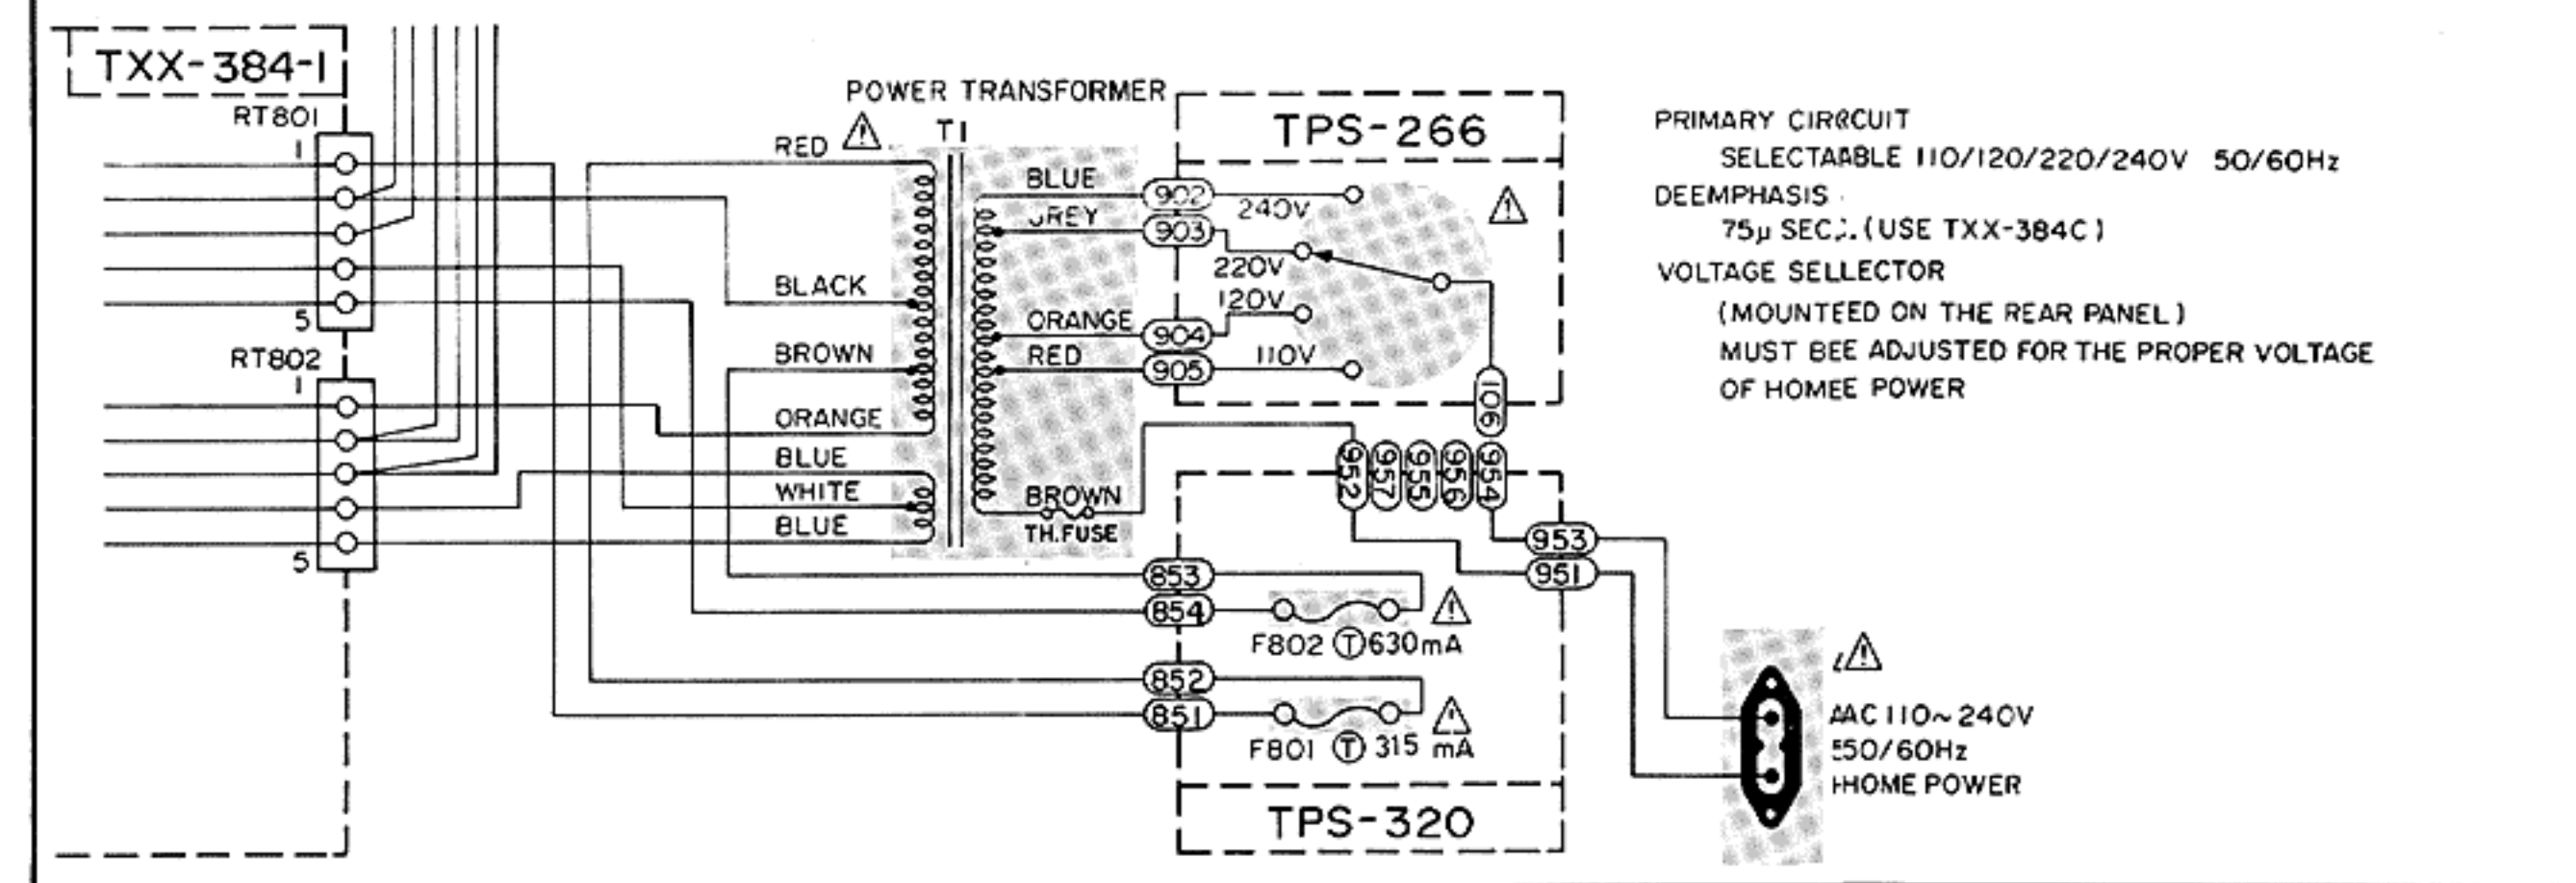 TXX-384-1
RT801
1
5
RT802
1
5
POWER TRANSFORMER
T1
RED
BLACK
BROWN
ORANGE
BLUE
WHITE
BLUE
BLUE
GREY
ORANGE
RED
BROWN
TH.FUSE
TPS-266
902
903
904
905
240V
220V
120V
110V
106
952
957
955
956
954
953
951
853
854
F802 Ⓣ630mA
852
851
F801 Ⓣ 315 mA
TPS-320
PRIMARY CIRRCUIT
SELECTAABLE 110/120/220/240V 50/60Hz
DEEMPHASIS
75μ SEC.. (USE TXX-384C)
VOLTAGE SELLECTOR
(MOUNTEED ON THE REAR PANEL)
MUST BEE ADJUSTED FOR THE PROPER VOLTAGE
OF HOMEE POWER
AAC 110~240V
550/60Hz
HHOME POWER